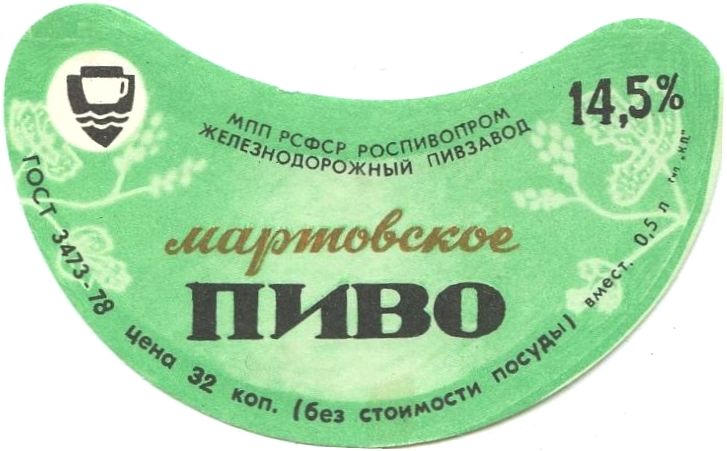 МПП РСФСР РОСПИВОПРОМ
ЖЕЛЕЗНОДОРОЖНЫЙ ПИВЗАВОД
14,5%
мартовское
ПИВО
ГОСТ 3473-78 цена 32 коп. (без стоимости посуды) вмест. 0,5 л Тип „К.П."